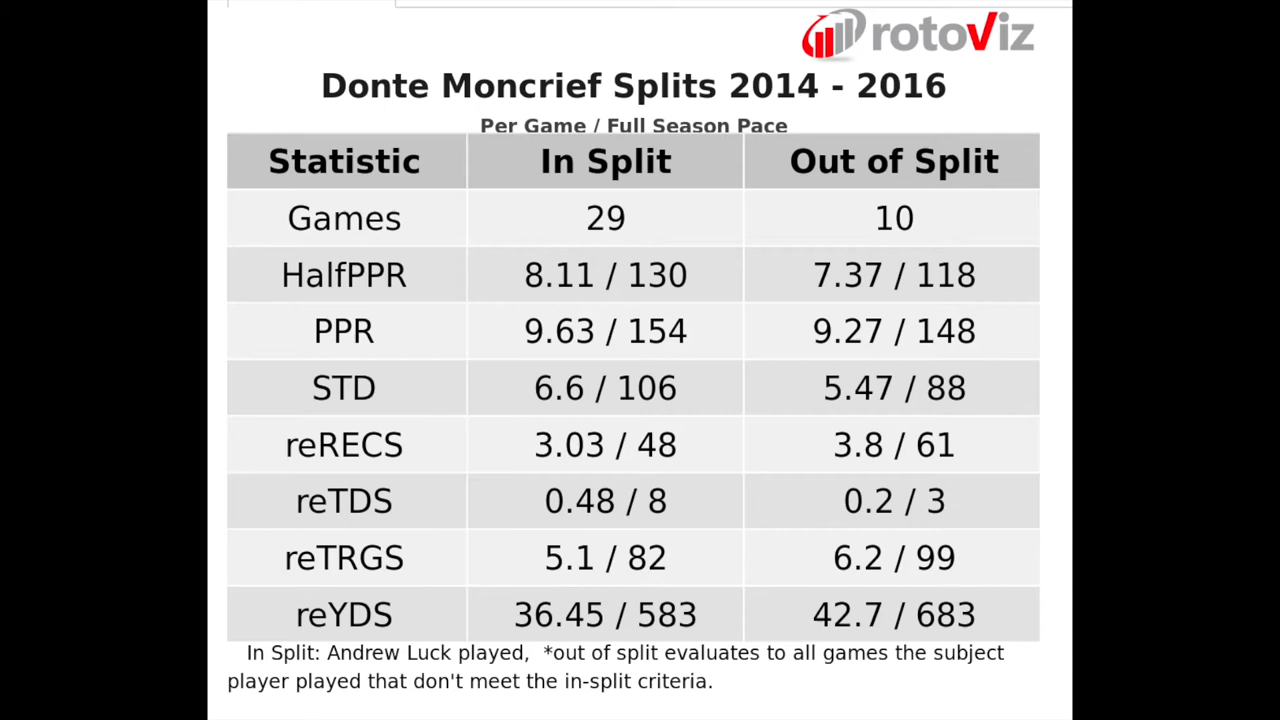 rotoViz
Donte Moncrief Splits 2014 - 2016
Per Game / Full Season Pace
Statistic In Split Out of Split
Games 29 10
HalfPPR 8.11 / 130 7.37 / 118
PPR 9.63 / 154 9.27 / 148
STD 6.6 / 106 5.47 / 88
reRECS 3.03 / 48 3.8 / 61
reTDS 0.48 / 8 0.2 / 3
reTRGS 5.1 / 82 6.2 / 99
reYDS 36.45 / 583 42.7 / 683
In Split: Andrew Luck played, *out of split evaluates to all games the subject
player played that don't meet the in-split criteria.